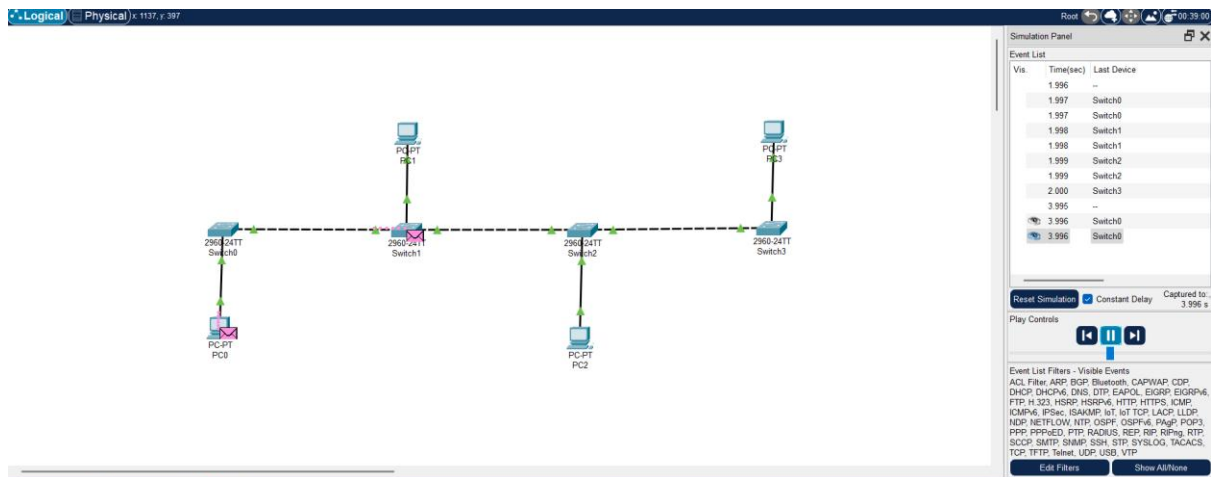 Logical Physical x: 1137, y: 397
Root 00:39:00
PC-PT
PC1
PC-PT
PC3
2960-24TT
Switch0
2960-24TT
Switch1
2960-24TT
Switch2
2960-24TT
Switch3
PC-PT
PC0
PC-PT
PC2
Simulation Panel
Event List
Vis. Time(sec) Last Device
1.996 --
1.997 Switch0
1.997 Switch0
1.998 Switch1
1.998 Switch1
1.999 Switch2
1.999 Switch2
2.000 Switch3
3.995 --
3.996 Switch0
3.996 Switch0
Reset Simulation Constant Delay
Captured to:
3.996 s
Play Controls
Event List Filters - Visible Events
ACL Filter, ARP, BGP, Bluetooth, CAPWAP, CDP,
DHCP, DHCPv6, DNS, DTP, EAPOL, EIGRP, EIGRPv6,
FTP, H.323, HSRP, HSRPv6, HTTP, HTTPS, ICMP,
ICMPv6, IPSec, ISAKMP, IoT, IoT TCP, LACP, LLDP,
NDP, NETFLOW, NTP, OSPF, OSPFv6, PAgP, POP3,
PPP, PPPoED, PTP, RADIUS, REP, RIP, RIPng, RTP,
SCCP, SMTP, SNMP, SSH, STP, SYSLOG, TACACS,
TCP, TFTP, Telnet, UDP, USB, VTP
Edit Filters Show All/None